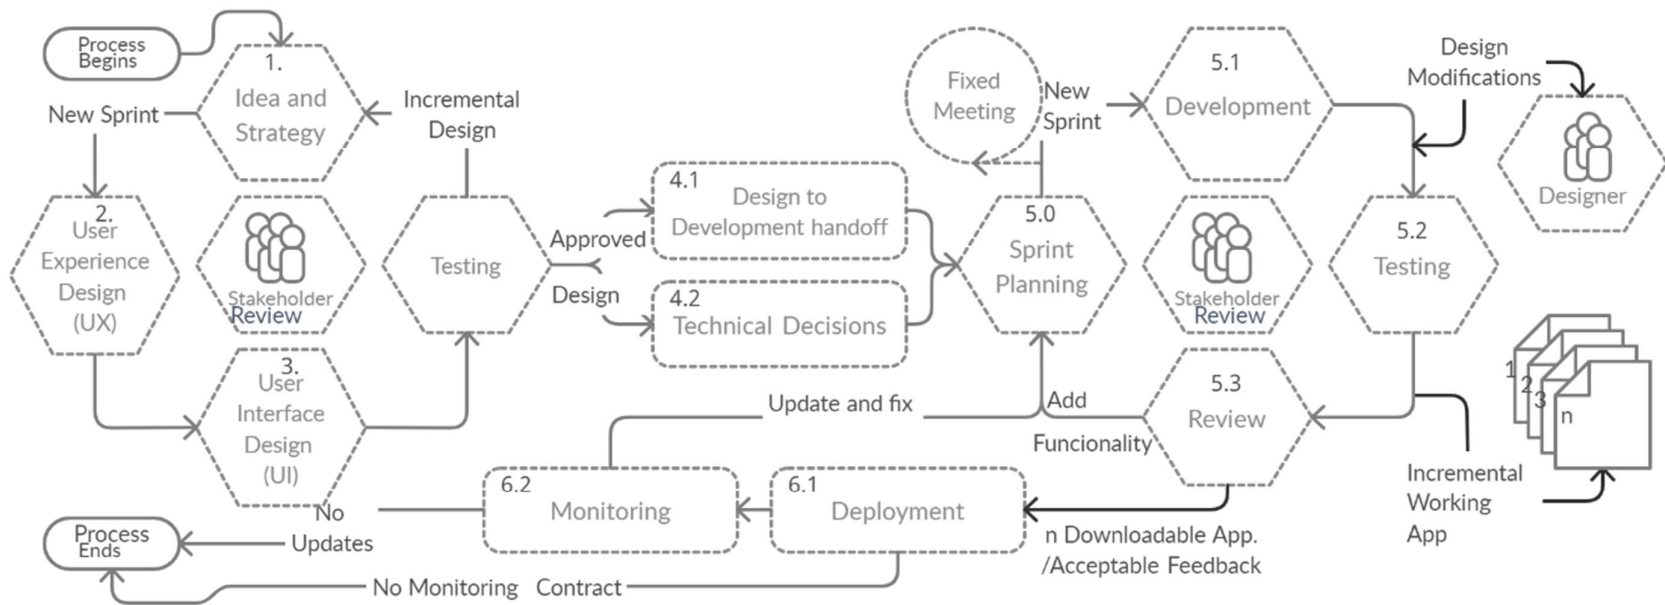 Process
Begins
1.
Idea and
Strategy
New Sprint
Incremental
Design
2.
User
Experience
Design
(UX)
Stakeholder
Review
Testing
3.
User
Interface
Design
(UI)
Approved
Design
4.1
Design to
Development handoff
4.2
Technical Decisions
Fixed
Meeting
New
Sprint
5.0
Sprint
Planning
5.1
Development
Design
Modifications
Designer
Stakeholder
Review
5.2
Testing
5.3
Review
Add
Funcionality
Update and fix
1
2
3
n
Incremental
Working
App
n Downloadable App.
/Acceptable Feedback
6.1
Deployment
6.2
Monitoring
No
Updates
Process
Ends
No Monitoring Contract